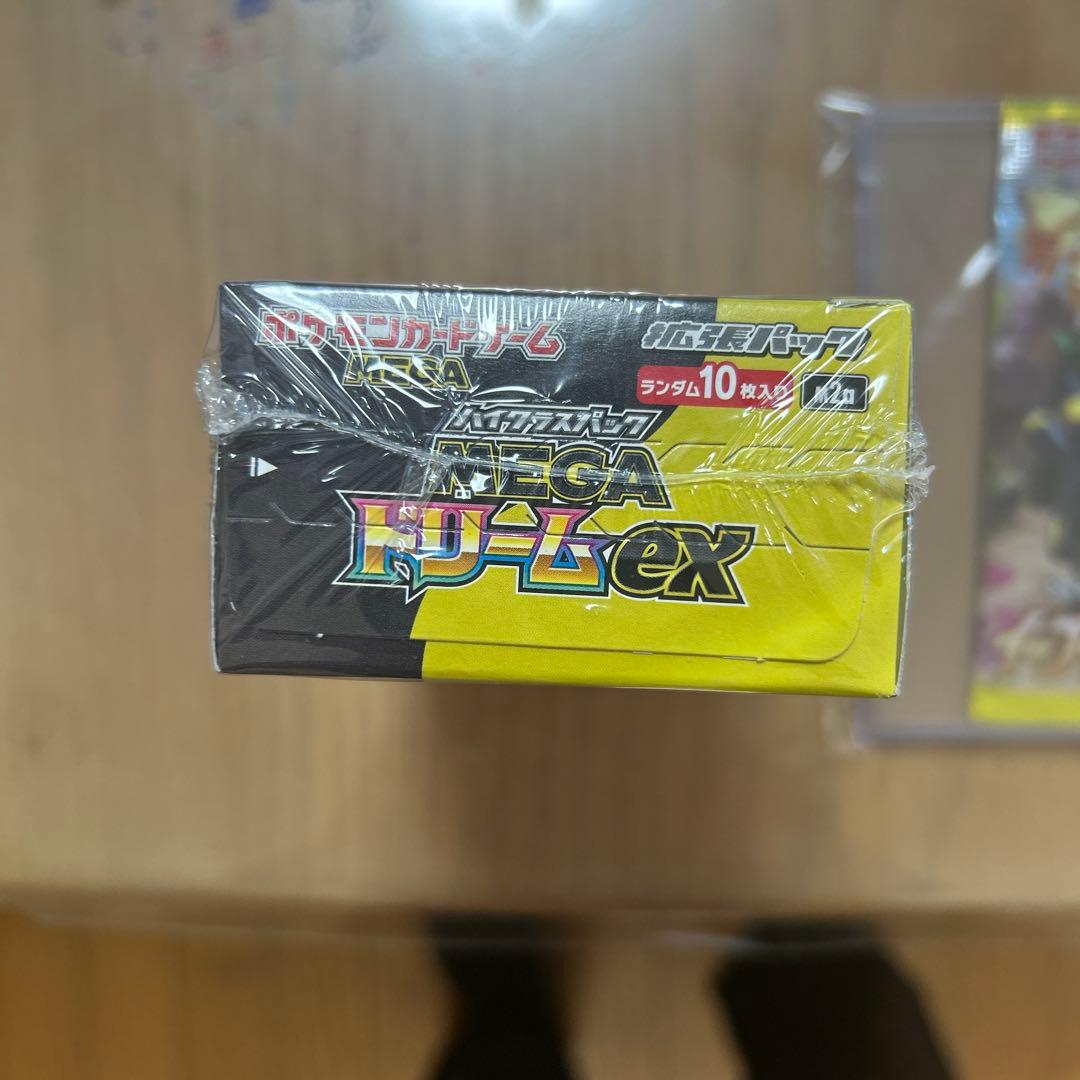 ポケモンカードゲーム
MEGA
拡張パック
ランダム10枚入り
M2a
ハイクラスパック
MEGA
ドリームex